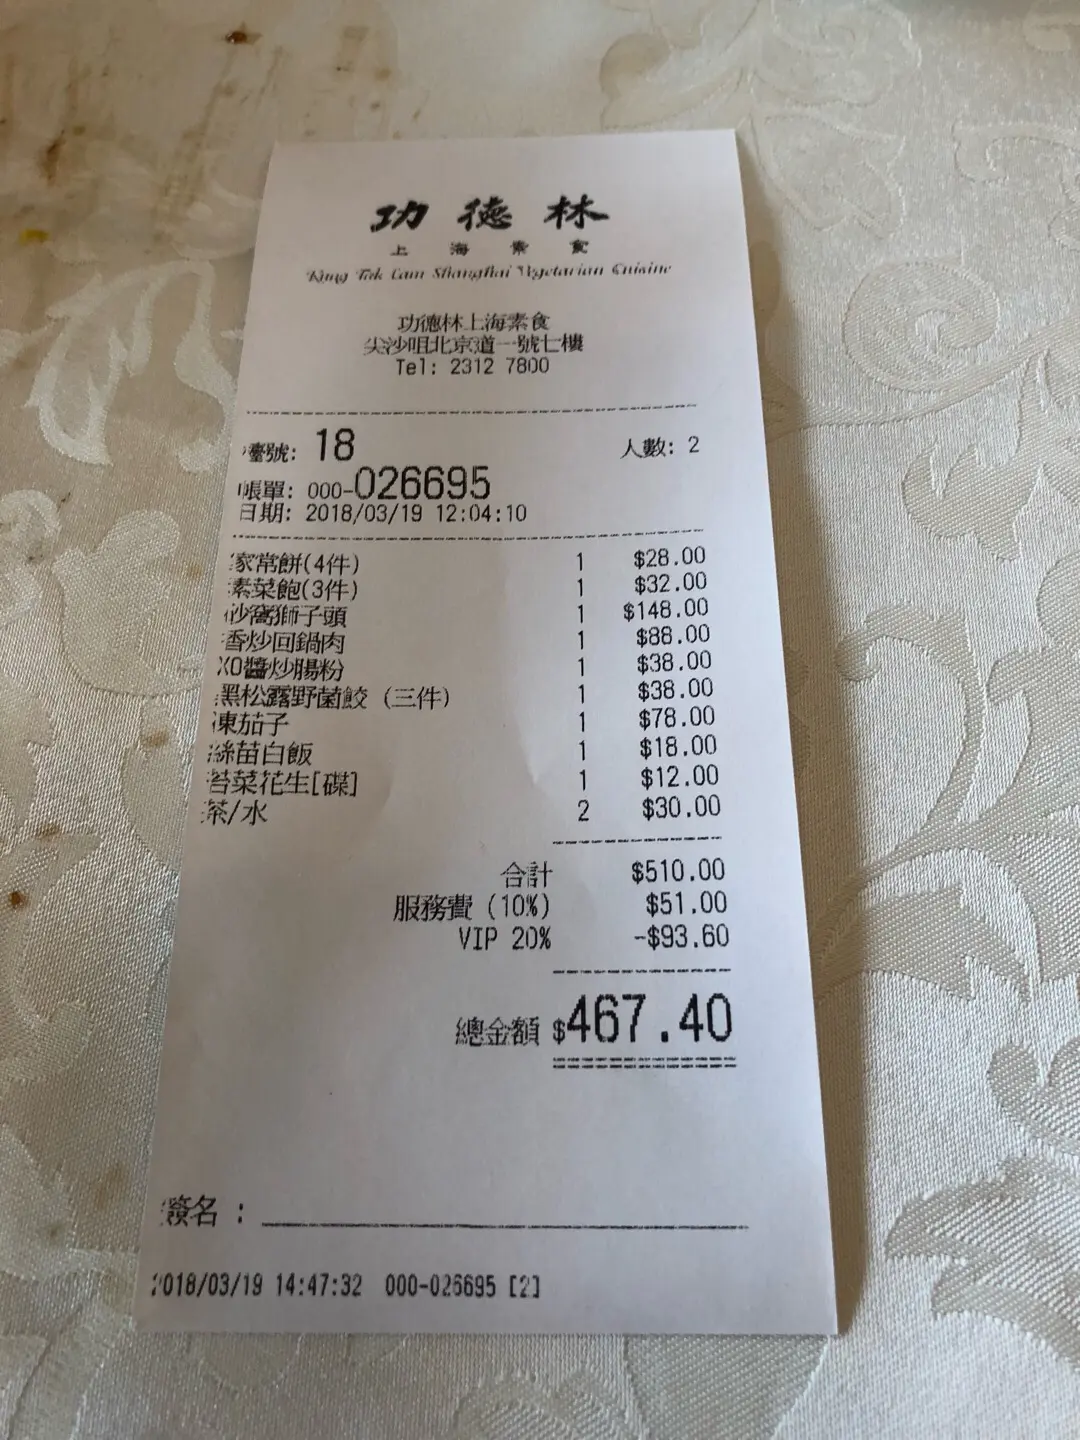 功德林
上海素食
Kung Tak Lam Shanghai Vegetarian Cuisine
功德林上海素食
尖沙咀北京道一號七樓
Tel: 2312 7800
檯號: 18 人數: 2
帳單: 000-026695
日期: 2018/03/19 12:04:10
家常餅(4件) 1 $28.00
素菜飽(3件) 1 $32.00
砂窩獅子頭 1 $148.00
香炒回鍋肉 1 $88.00
XO醬炒腸粉 1 $38.00
黑松露野菌餃 (三件) 1 $38.00
凍茄子 1 $78.00
絲苗白飯 1 $18.00
苔菜花生[碟] 1 $12.00
茶/水 2 $30.00
合計 $510.00
服務費 (10%) $51.00
VIP 20% -$93.60
總金額 $467.40
簽名 :
2018/03/19 14:47:32 000-026695 [2]